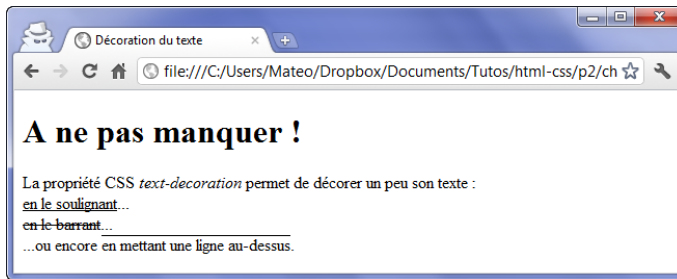 Décoration du texte
file:///C:/Users/Mateo/Dropbox/Documents/Tutos/html-css/p2/ch
A ne pas manquer !
La propriété CSS text-decoration permet de décorer un peu son texte :
en le soulignant...
en le barrant...
...ou encore en mettant une ligne au-dessus.